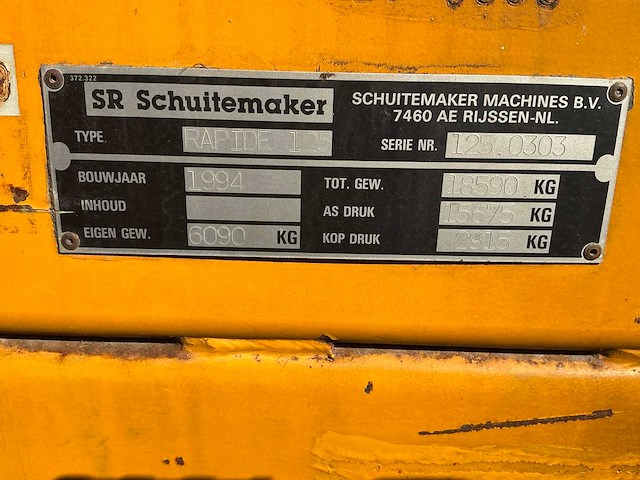 372.322
SR Schuitemaker
SCHUITEMAKER MACHINES B.V.
7460 AE RIJSSEN-NL.
TYPE. RAPIDE 125 SERIE NR. 125.0303
BOUWJAAR 1994 TOT. GEW. 18590 KG
INHOUD AS DRUK 15675 KG
EIGEN GEW. 6090 KG KOP DRUK 2915 KG